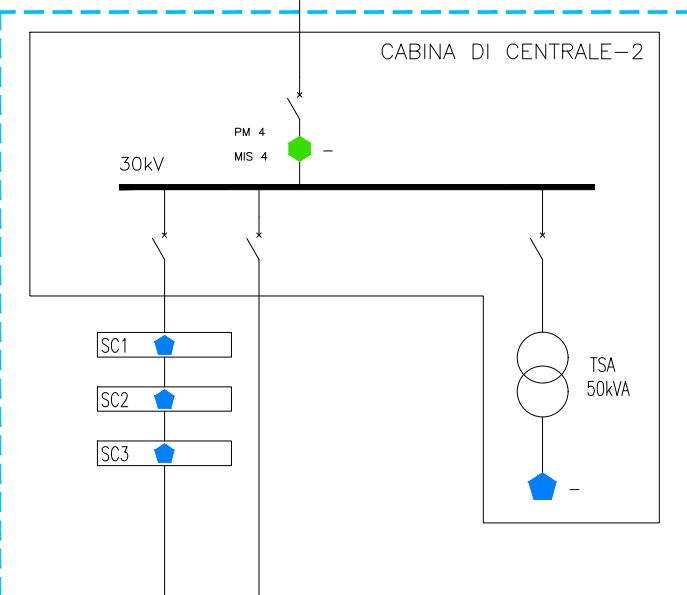 CABINA DI CENTRALE-2
PM 4
MIS 4
-
30kV
SC1
SC2
SC3
TSA
50kVA
-